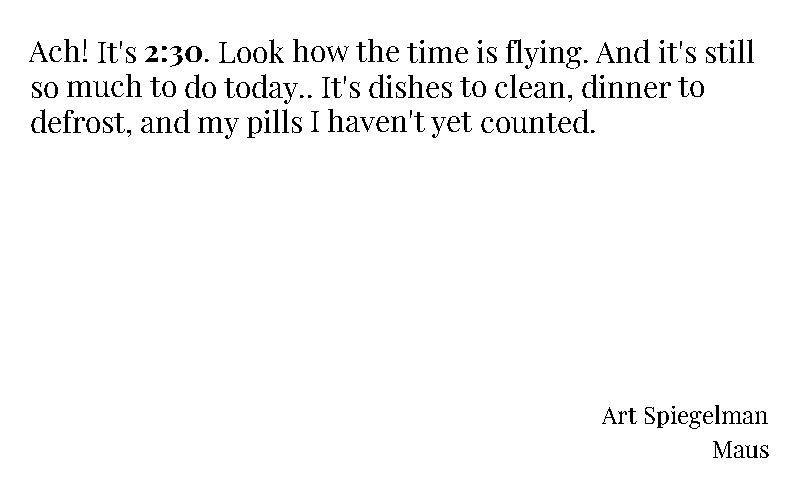 Ach! It's 2:30. Look how the time is flying. And it's still
so much to do today.. It's dishes to clean, dinner to
defrost, and my pills I haven't yet counted.
Art Spiegelman
Maus